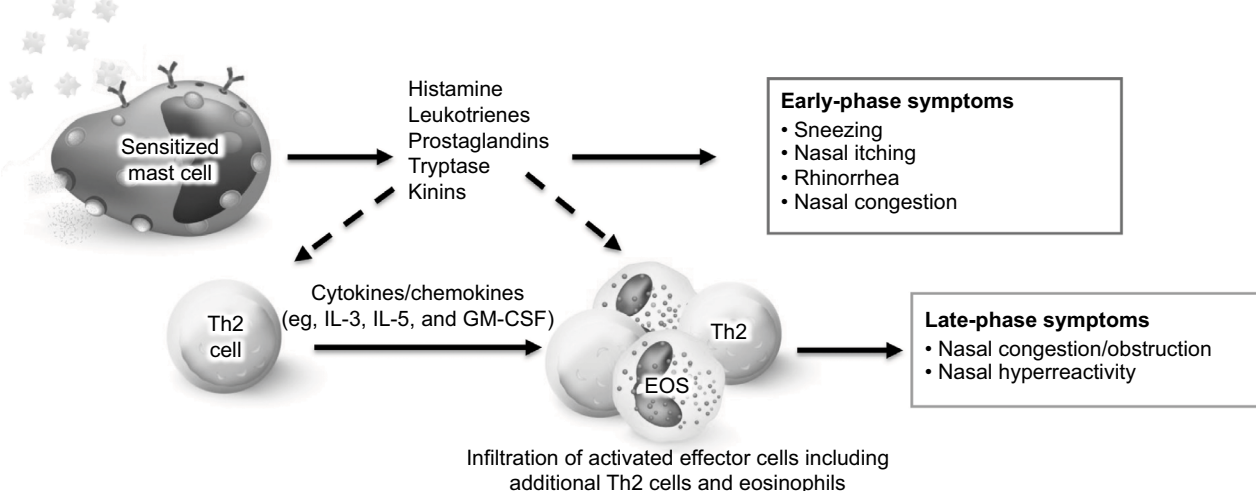 Sensitized
mast cell
Histamine
Leukotrienes
Prostaglandins
Tryptase
Kinins
Early-phase symptoms
• Sneezing
• Nasal itching
• Rhinorrhea
• Nasal congestion
Th2
cell
Cytokines/chemokines
(eg, IL-3, IL-5, and GM-CSF)
Th2
EOS
Late-phase symptoms
• Nasal congestion/obstruction
• Nasal hyperreactivity
Infiltration of activated effector cells including
additional Th2 cells and eosinophils